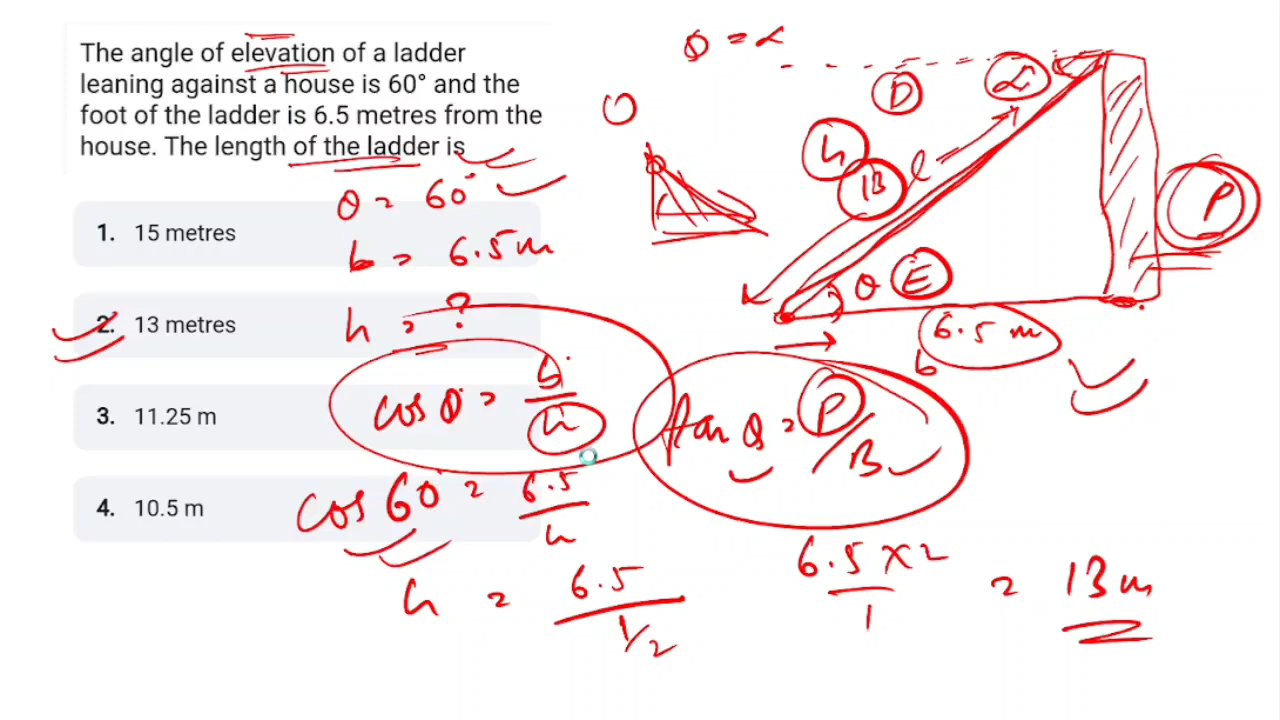 The angle of elevation of a ladder
leaning against a house is 60° and the
foot of the ladder is 6.5 metres from the
house. The length of the ladder is
θ = 60°
b = 6.5 m
h = ?
1. 15 metres
2. 13 metres
3. 11.25 m
4. 10.5 m
cos θ = b/h
tan θ = P/B
cos 60° = 6.5/h
h = 6.5/1/2
6.5 × 2/1 = 13 m
θ = α
D
α
h
B
l
P
θ E
6.5 m
b